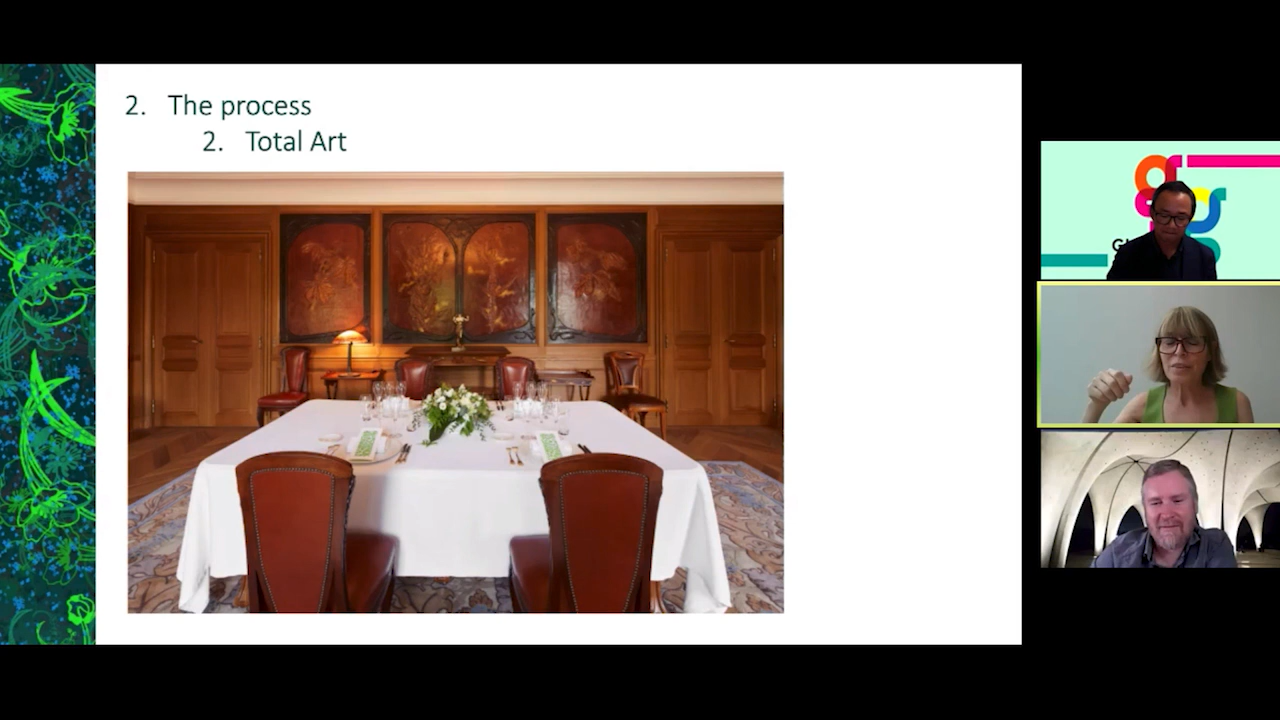 2. The process
2. Total Art